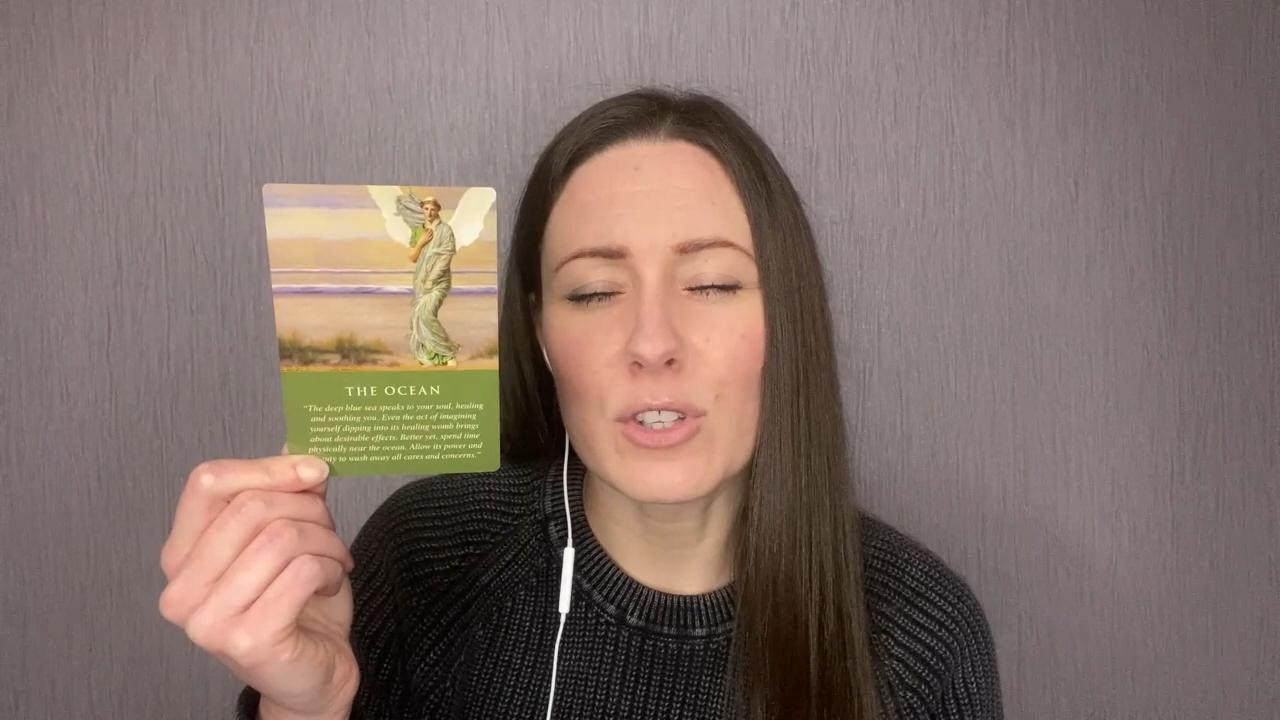 THE OCEAN
"The deep blue sea speaks to your soul, healing
and soothing you. Even the act of imagining
yourself dipping into its healing womb brings
about desirable effects. Better yet, spend time
physically near the ocean. Allow its power and
to wash away all cares and concerns."